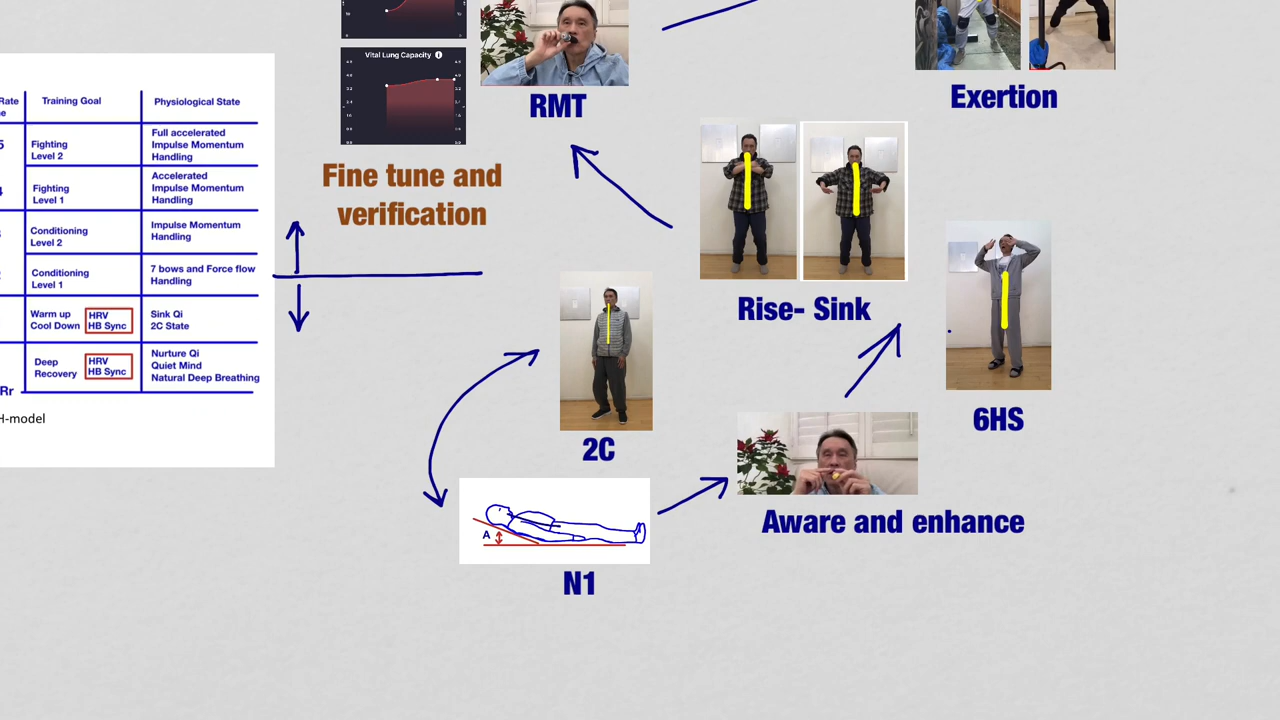 Rate
Training Goal
Physiological State
Fighting
Level 2
Full accelerated
Impulse Momentum
Handling
Fighting
Level 1
Accelerated
Impulse Momentum
Handling
Conditioning
Level 2
Impulse Momentum
Handling
Conditioning
Level 1
7 bows and Force flow
Handling
Warm up
Cool Down
HRV
HB Sync
Sink Qi
2C State
Deep
Recovery
HRV
HB Sync
Nurture Qi
Quiet Mind
Natural Deep Breathing
Rr
H-model
Vital Lung Capacity
RMT
Fine tune and
verification
Exertion
Rise- Sink
6HS
2C
Aware and enhance
A
N1